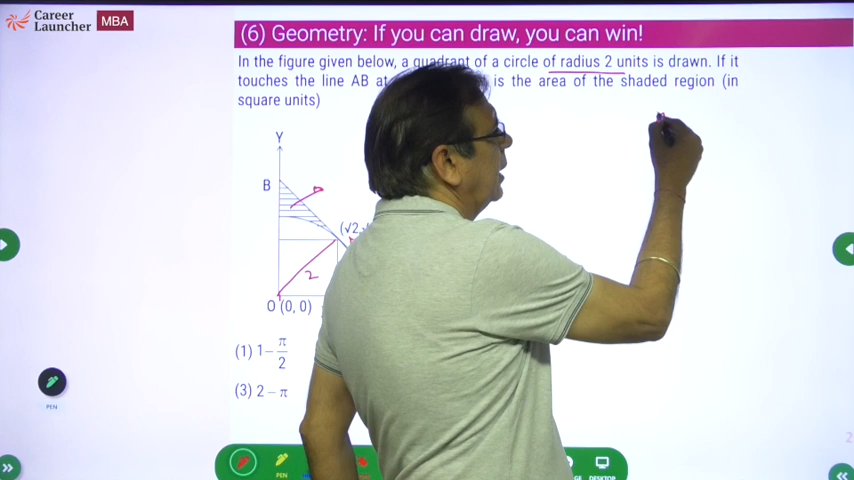 Career
Launcher
MBA
(6) Geometry: If you can draw, you can win!
In the figure given below, a quadrant of a circle of radius 2 units is drawn. If it
touches the line AB at is the area of the shaded region (in
square units)
Y
B
(√2,
2
O (0, 0)
(1) 1 − π/2
(3) 2 − π
PEN
PEN
DESKTOP
2